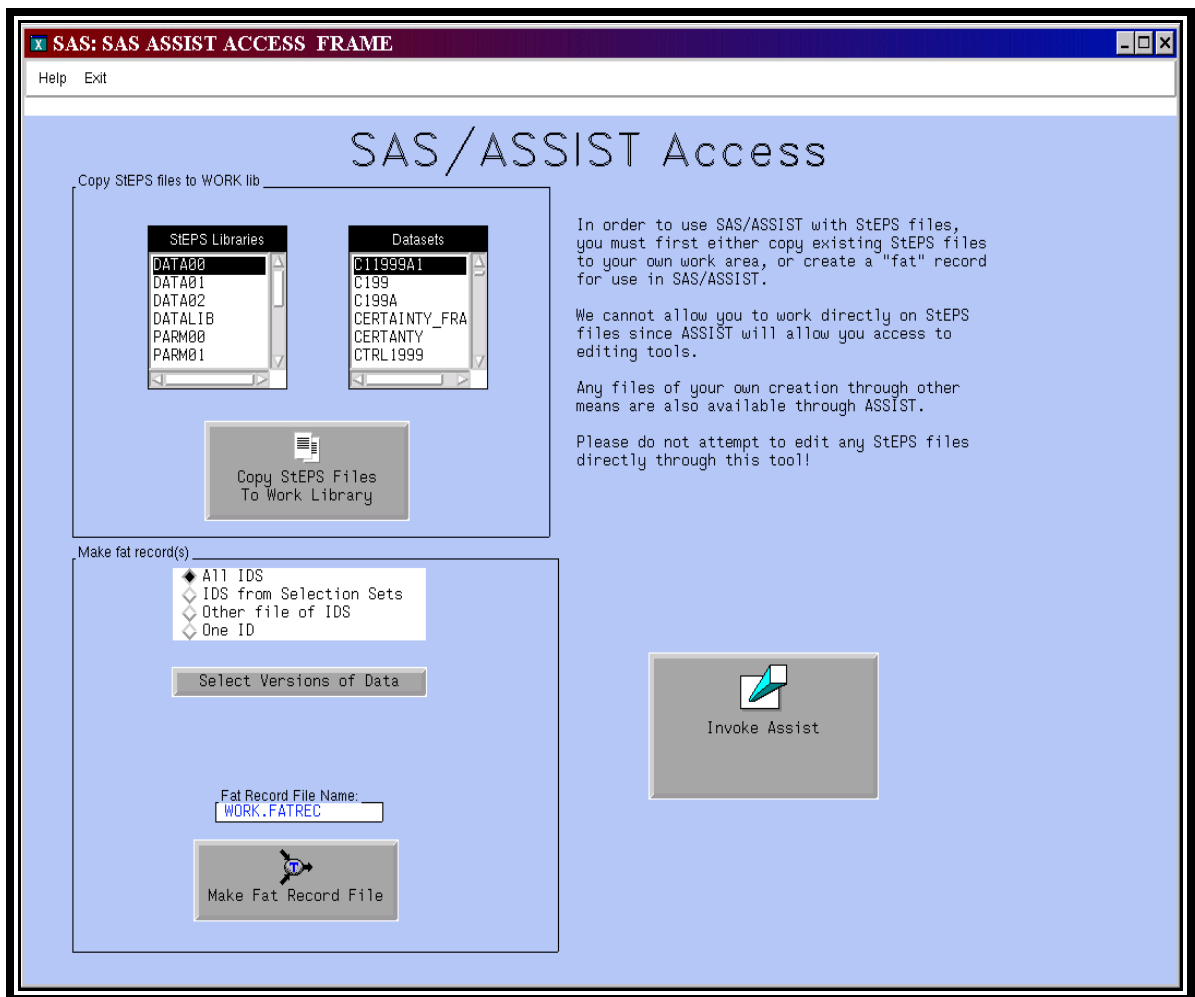 SAS: SAS ASSIST ACCESS FRAME
Help Exit
SAS/ASSIST Access
Copy StEPS files to WORK lib
StEPS Libraries
DATA00
DATA01
DATA02
DATALIB
PARM00
PARM01
Datasets
C11999A1
C199
C199A
CERTAINTY_FRA
CERTANTY
CTRL1999
Copy StEPS Files
To Work Library
In order to use SAS/ASSIST with StEPS files,
you must first either copy existing StEPS files
to your own work area, or create a "fat" record
for use in SAS/ASSIST.
We cannot allow you to work directly on StEPS
files since ASSIST will allow you access to
editing tools.
Any files of your own creation through other
means are also available through ASSIST.
Please do not attempt to edit any StEPS files
directly through this tool!
Make fat record(s)
All IDS
IDS from Selection Sets
Other file of IDS
One ID
Select Versions of Data
Fat Record File Name:
WORK.FATREC
T
Make Fat Record File
Invoke Assist